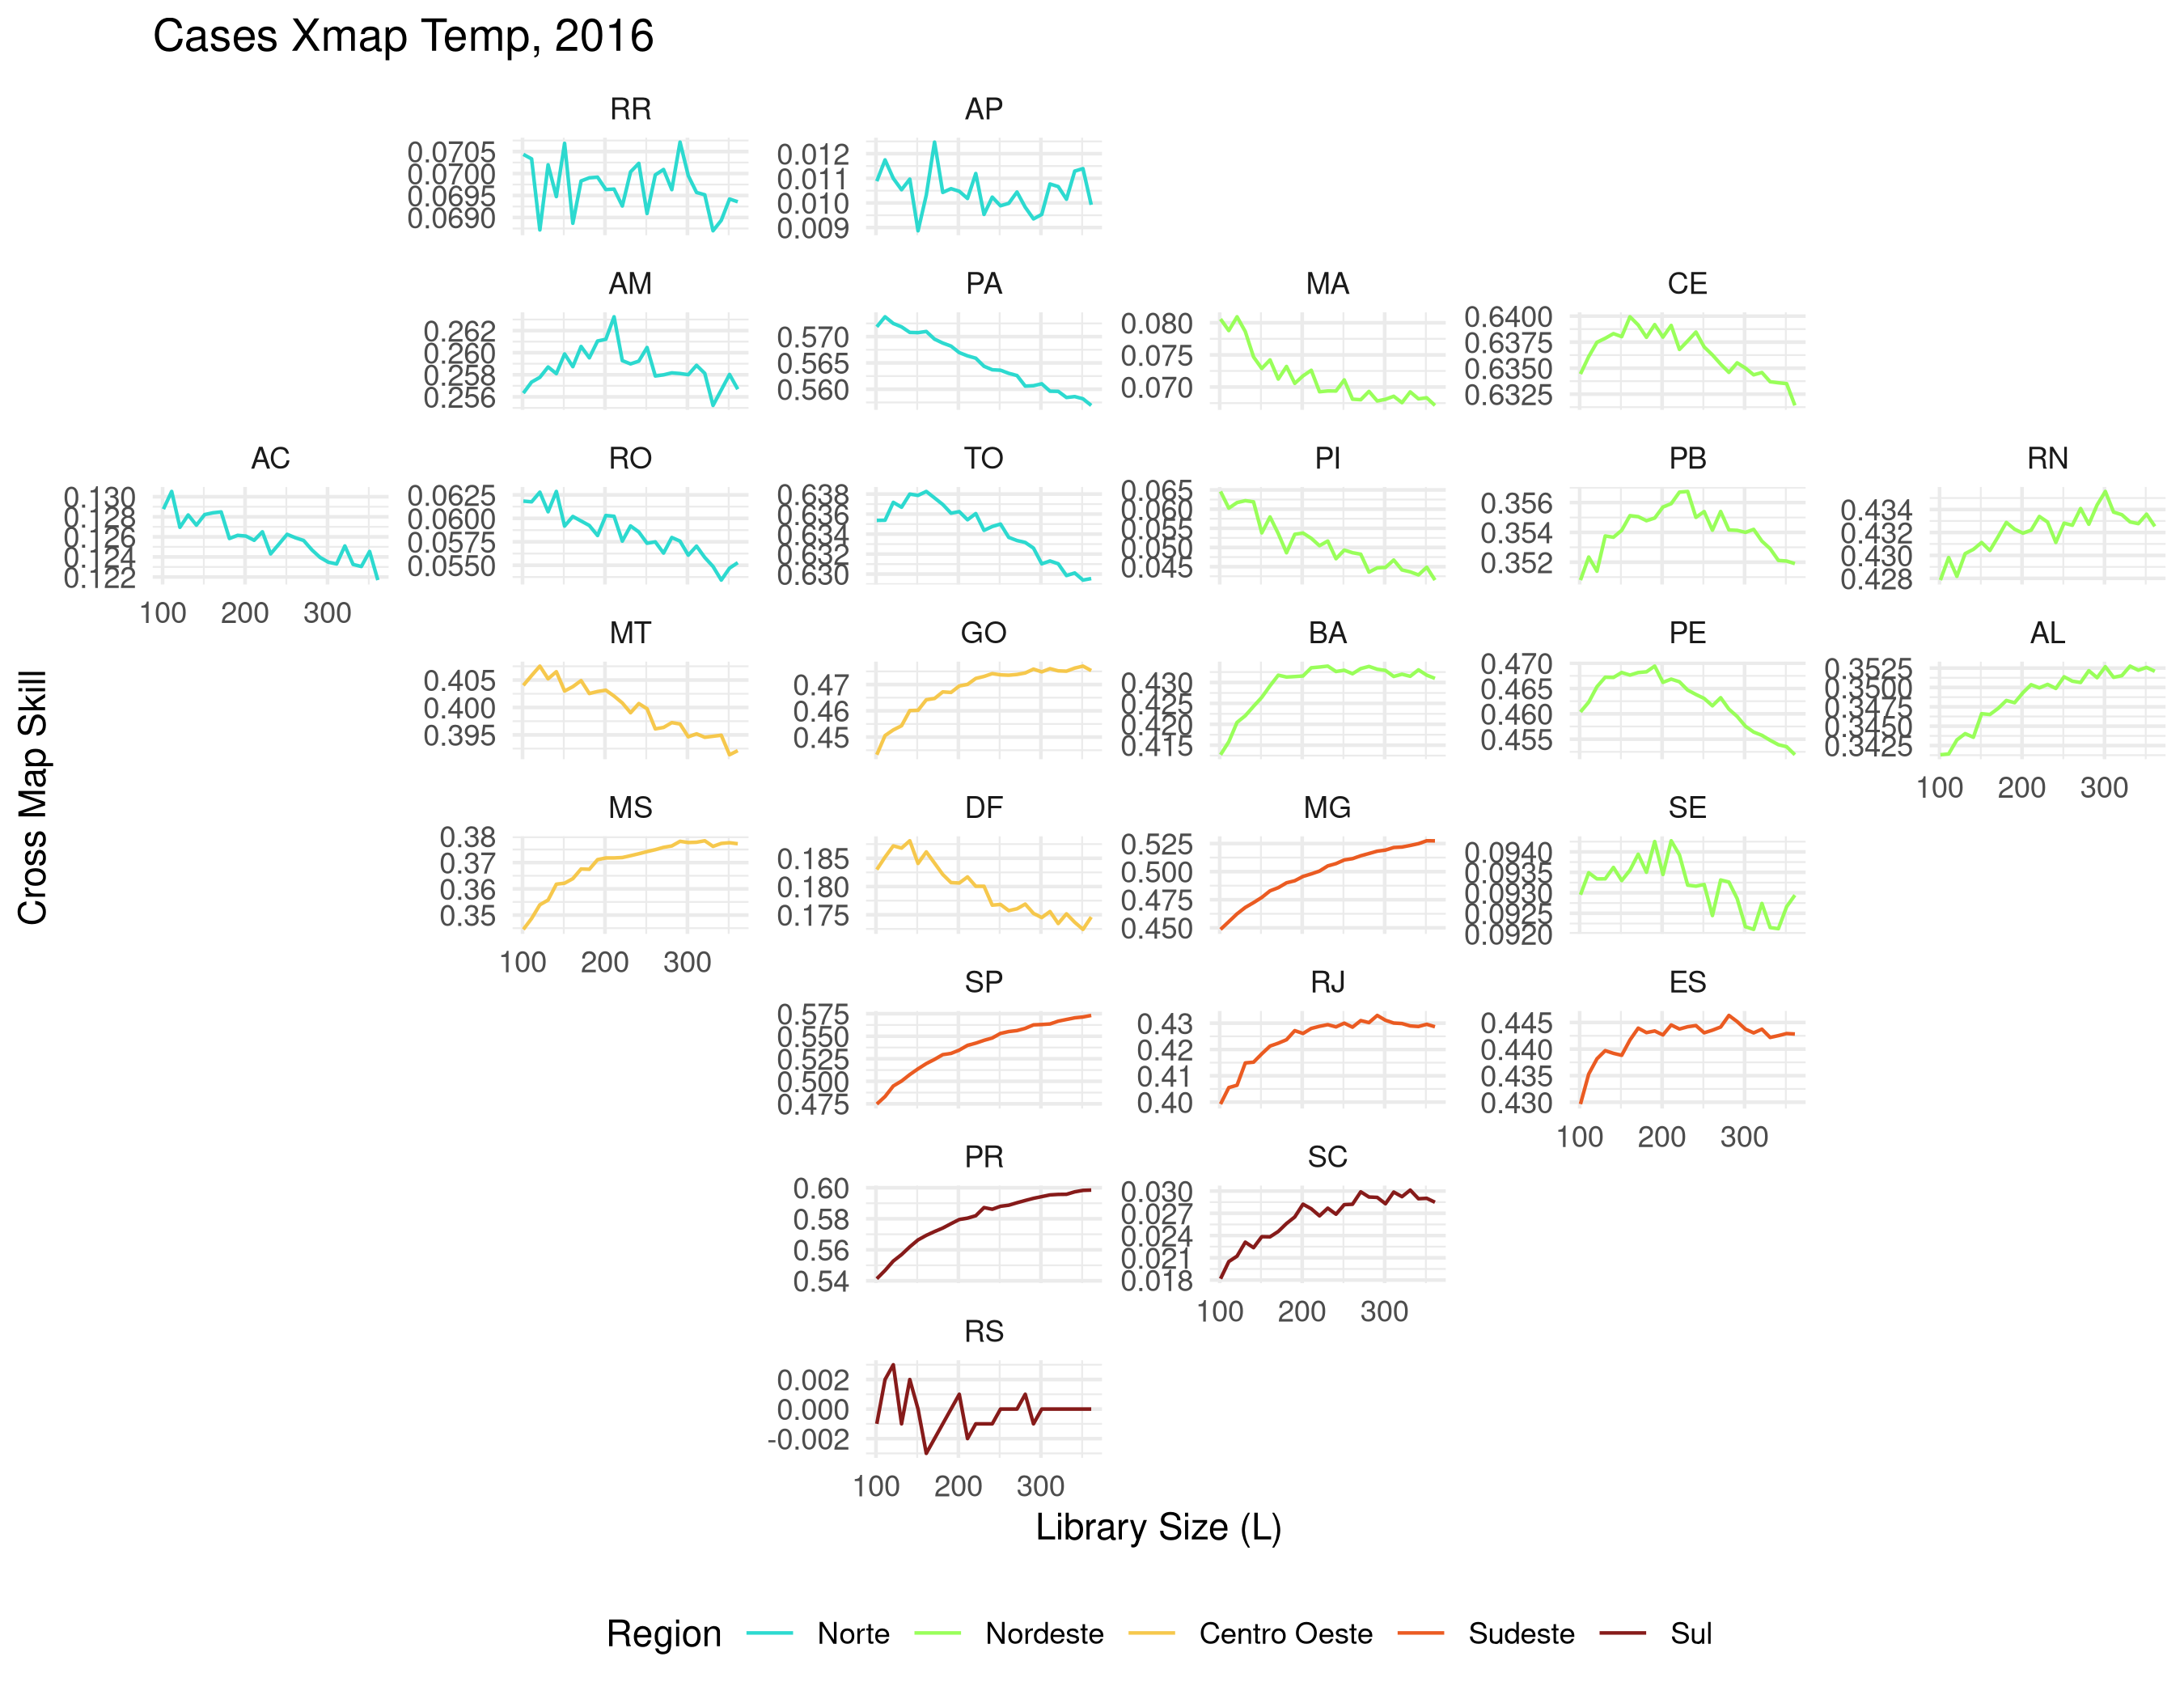 Cases Xmap Temp, 2016
RR
AP
0.0705
0.0700
0.0695
0.0690
0.012
0.011
0.010
0.009
AM
PA
MA
CE
0.262
0.260
0.258
0.256
0.570
0.565
0.560
0.080
0.075
0.070
0.6400
0.6375
0.6350
0.6325
AC
RO
TO
PI
PB
RN
0.130
0.128
0.126
0.124
0.122
100 200 300
0.0625
0.0600
0.0575
0.0550
0.638
0.636
0.634
0.632
0.630
0.065
0.060
0.055
0.050
0.045
0.356
0.354
0.352
0.434
0.432
0.430
0.428
MT
GO
BA
PE
AL
0.405
0.400
0.395
0.47
0.46
0.45
0.430
0.425
0.420
0.415
0.470
0.465
0.460
0.455
0.3525
0.3500
0.3475
0.3450
0.3425
100 200 300
Cross Map Skill
MS
DF
MG
SE
0.38
0.37
0.36
0.35
100 200 300
0.185
0.180
0.175
0.525
0.500
0.475
0.450
0.0940
0.0935
0.0930
0.0925
0.0920
SP
RJ
ES
0.575
0.550
0.525
0.500
0.475
0.43
0.42
0.41
0.40
0.445
0.440
0.435
0.430
100 200 300
PR
SC
0.60
0.58
0.56
0.54
0.030
0.027
0.024
0.021
0.018
100 200 300
RS
0.002
0.000
-0.002
100 200 300
Library Size (L)
Region Norte Nordeste Centro Oeste Sudeste Sul